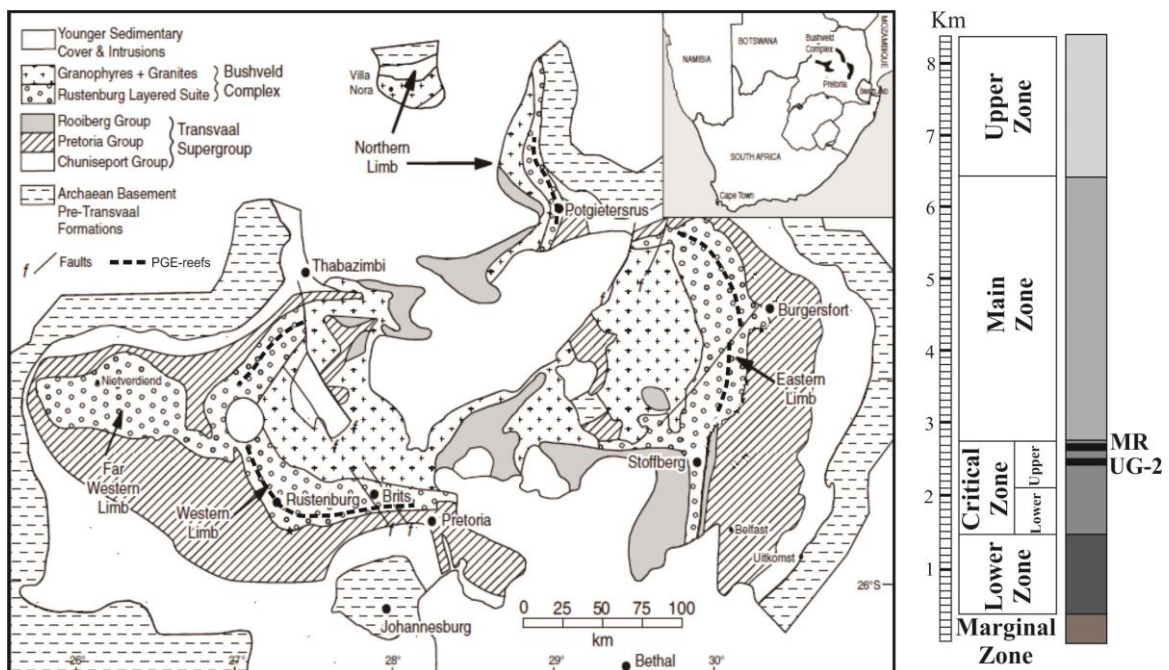 Younger Sedimentary
Cover & Intrusions
Granophyres + Granites
Rustenburg Layered Suite
Bushveld
Complex
Rooiberg Group
Pretoria Group
Chuniseport Group
Transvaal
Supergroup
Archaean Basement
Pre-Transvaal
Formations
f
Faults
PGE-reefs
Villa
Nora
Northern
Limb
Potgietersrus
Thabazimbi
Burgersfort
Nietverdiend
Far
Western
Limb
Western
Limb
Rustenburg
Brits
Pretoria
Eastern
Limb
Stoffberg
Belfast
Uitkomst
Johannesburg
Bethal
0 25 50 75 100
km
26°S
26°
27°
28
29
30
f
f
f
f
f
f
NAMIBIA
BOTSWANA
Bushveld
Complex
Pretoria
MOZAMBIQUE
SOUTH AFRICA
Cape Town
Km
8
7
6
5
4
3
2
1
Upper
Zone
Main
Zone
Critical
Zone
Upper
Lower
Lower
Zone
Marginal
Zone
MR
UG-2